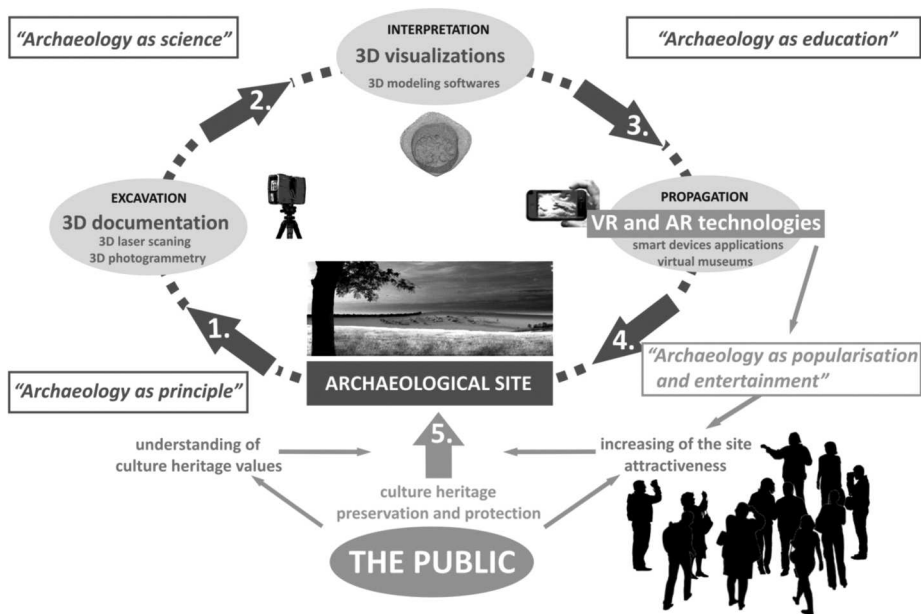 INTERPRETATION
3D visualizations
3D modeling softwares
"Archaeology as science"
"Archaeology as education"
2.
3.
EXCAVATION
3D documentation
3D laser scaning
3D photogrammetry
PROPAGATION
VR and AR technologies
smart devices applications
virtual museums
1.
4.
"Archaeology as popularisation
and entertainment"
"Archaeology as principle"
ARCHAEOLOGICAL SITE
5.
understanding of
culture heritage values
increasing of the site
attractiveness
culture heritage
preservation and protection
THE PUBLIC